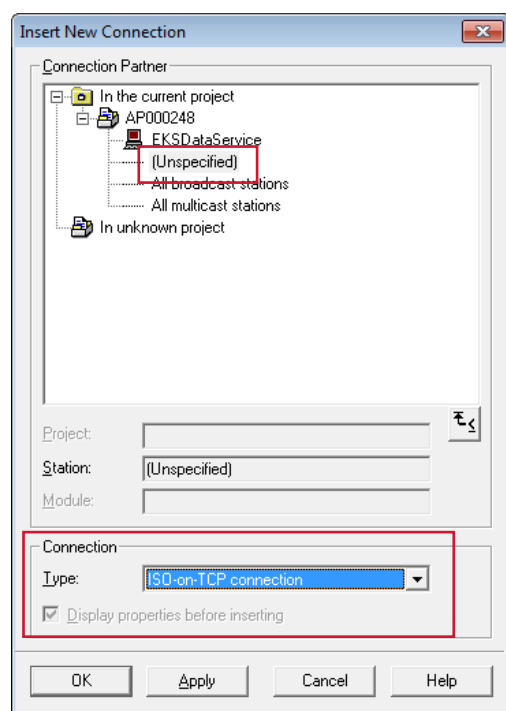 Insert New Connection
Connection Partner
In the current project
AP000248
EKSDataService
(Unspecified)
All broadcast stations
All multicast stations
In unknown project
Project:
Station: (Unspecified)
Module:
Connection
Type: ISO-on-TCP connection
Display properties before inserting
OK Apply Cancel Help